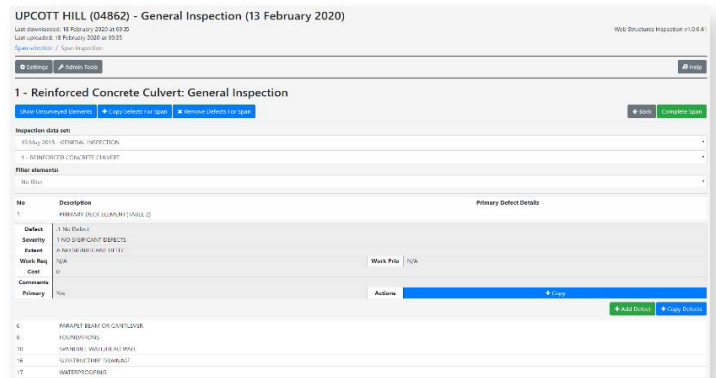 UPCOTT HILL (04862) - General Inspection (13 February 2020)
Last downloaded: 18 February 2020 at 09:35
Web Structures Inspection v1.0.6.41
Last uploaded: 18 February 2020 at 09:35
Span selection / Span inspection
Settings Admin Tools Help
1 - Reinforced Concrete Culvert: General Inspection
Show Unsurveyed Elements + Copy Defects For Span × Remove Defects For Span Back Complete Span
Inspection data set:
19 May 2015 - GENERAL INSPECTION
1 - REINFORCED CONCRETE CULVERT
Filter elements:
No filter
No Description Primary Defect Details
1 PRIMARY DECK ELEMENT (TABLE 2)
Defect .1 No Defect
Severity 1 NO SIGNIFICANT DEFECTS
Extent A NO SIGNIFICANT DEFECT
Work Req N/A Work Prio N/A
Cost 0
Comments
Primary Yes Actions + Copy
+ Add Defect + Copy Defects
6 PARAPET BEAM OR CANTILEVER
8 FOUNDATIONS
10 SPANDREL WALL/HEAD WALL
16 SUBSTRUCTURE DRAINAGE
17 WATERPROOFING